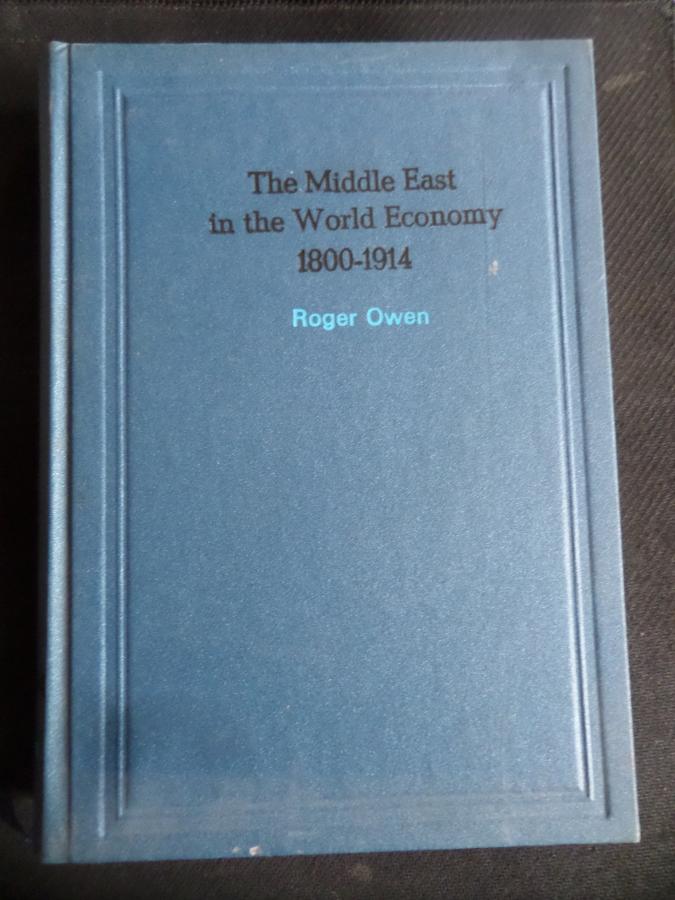 The Middle East
in the World Economy
1800-1914
Roger Owen